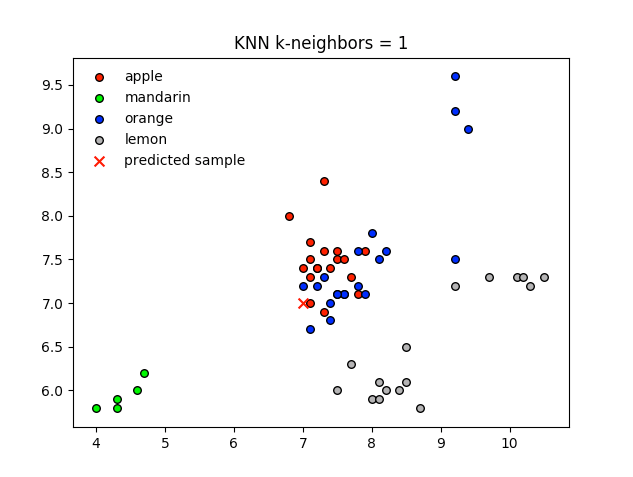 KNN k-neighbors = 1
9.5
9.0
8.5
8.0
7.5
7.0
6.5
6.0
apple
mandarin
orange
lemon
predicted sample
4 5 6 7 8 9 10